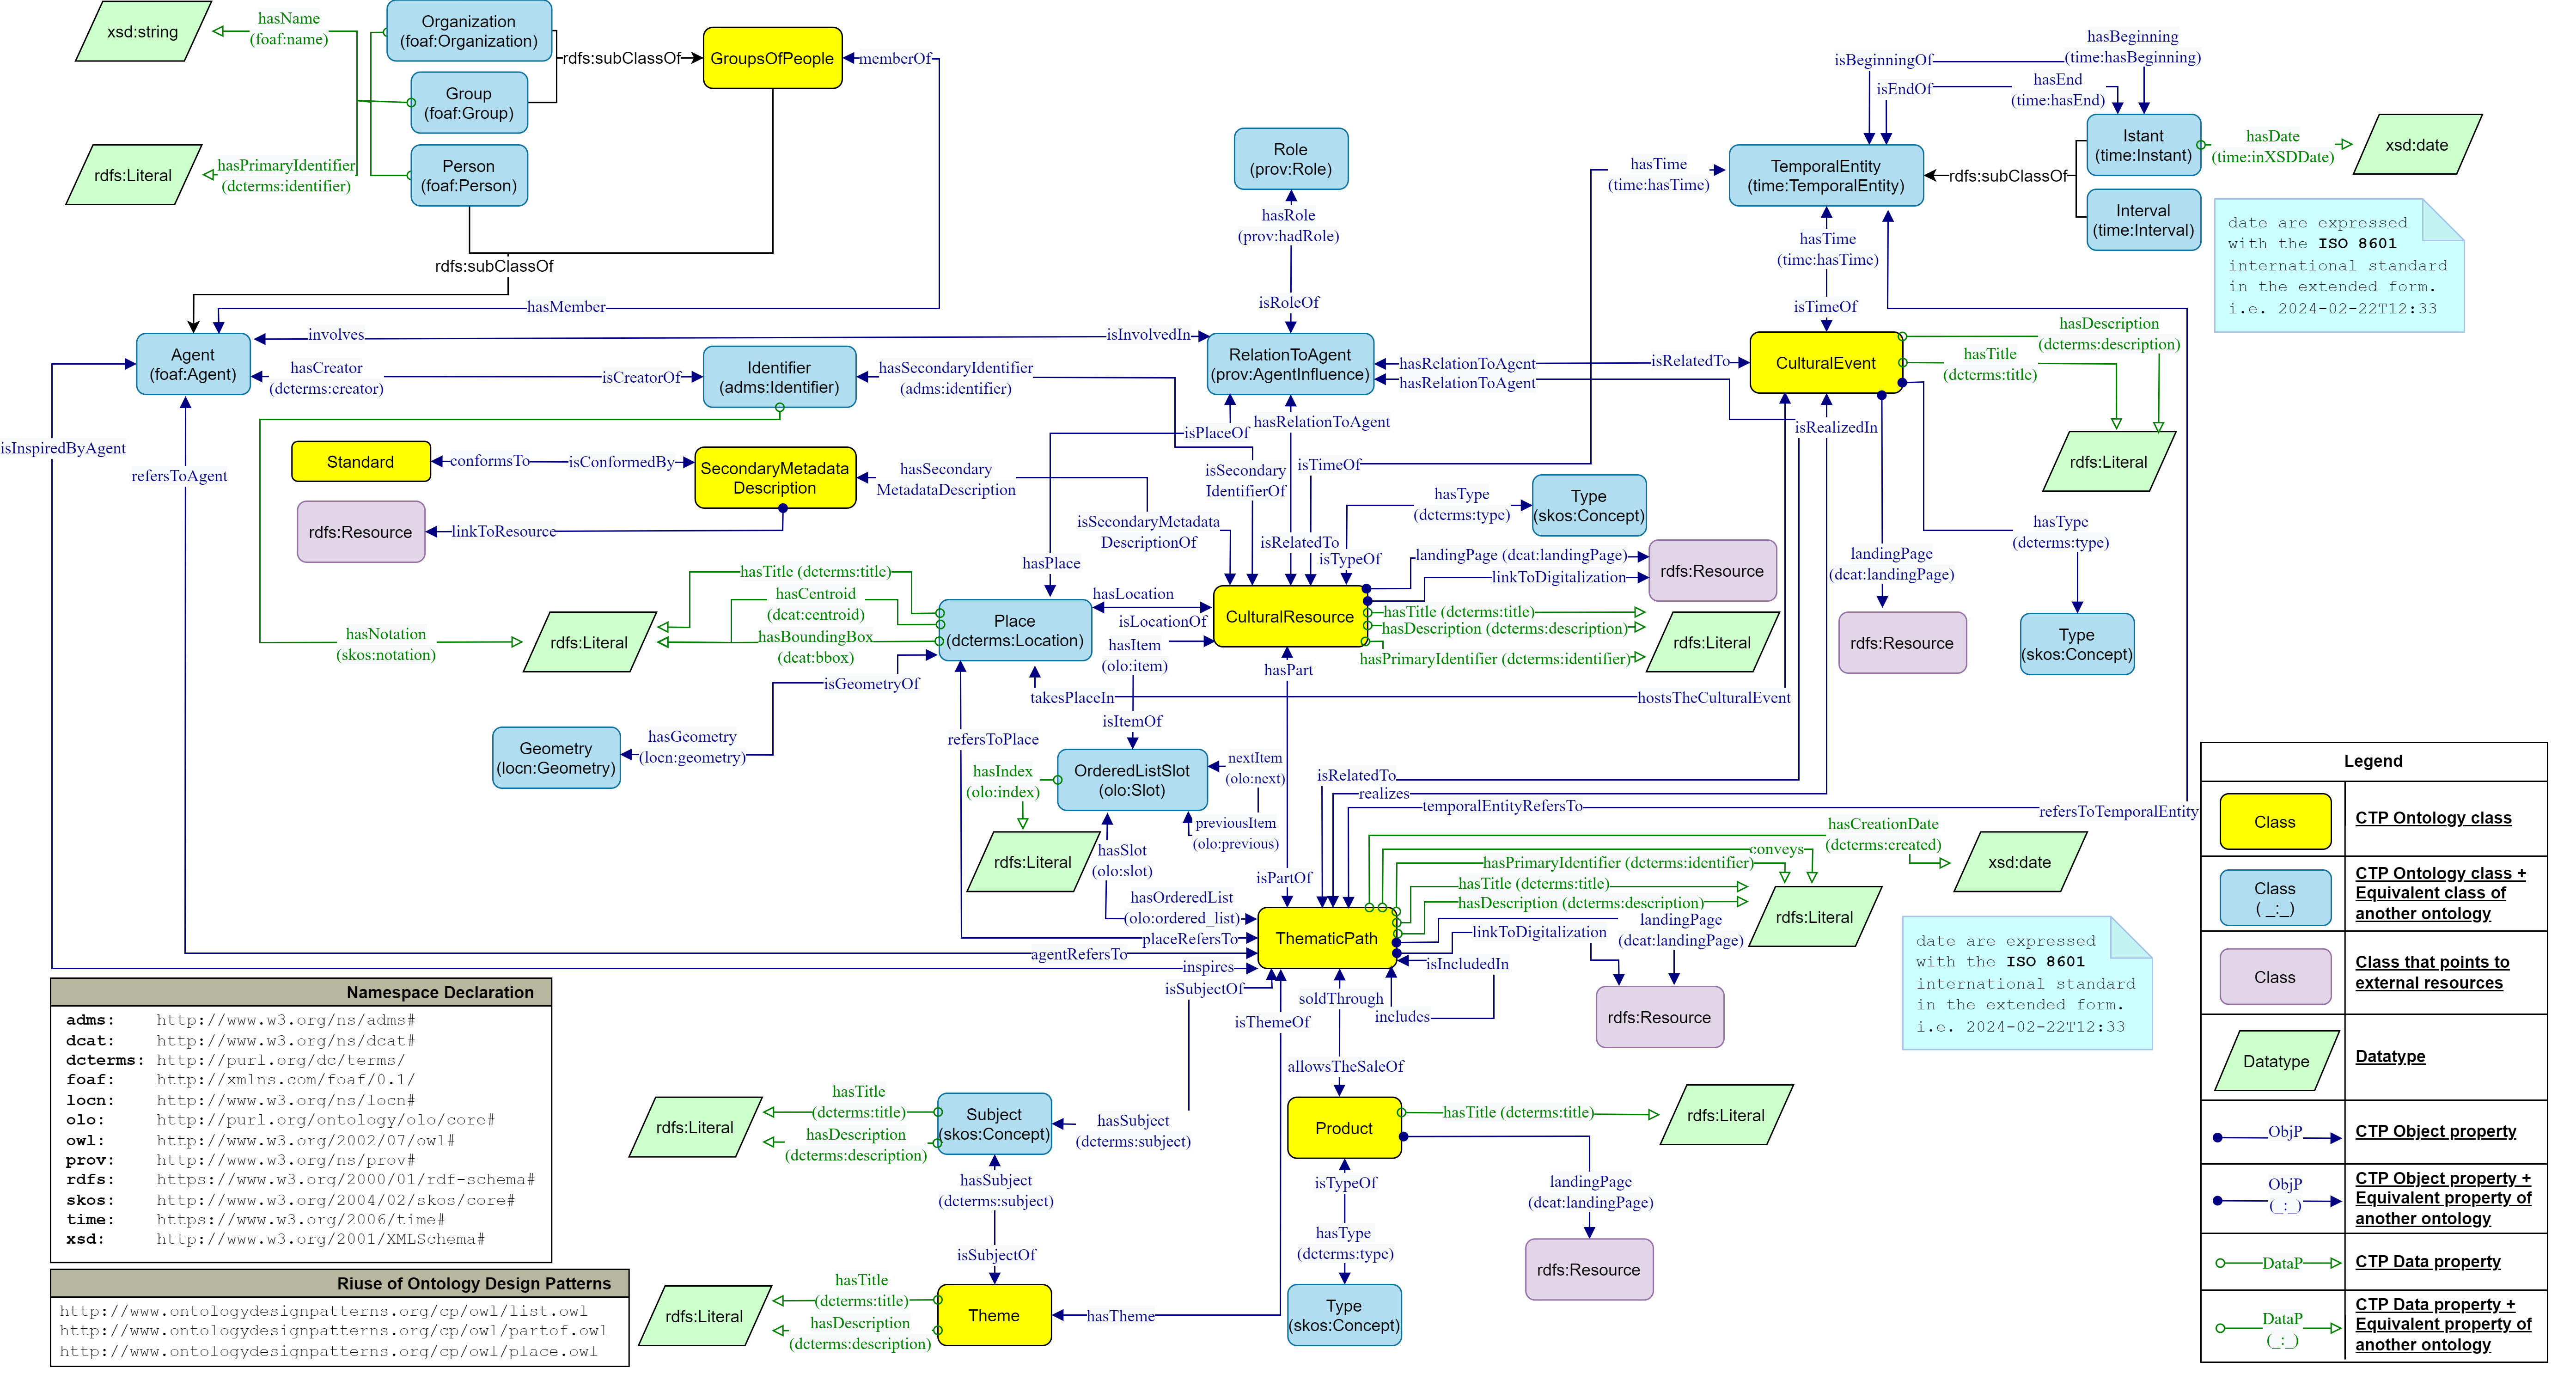 xsd:string
hasName
(foaf:name)
Organization
(foaf:Organization)
rdfs:subClassOf
GroupsOfPeople
memberOf
Group
(foaf:Group)
rdfs:Literal
hasPrimaryIdentifier
(dcterms:identifier)
Person
(foaf:Person)
rdfs:subClassOf
hasMember
Role
(prov:Role)
hasRole
(prov:hadRole)
isRoleOf
isBeginningOf
hasBeginning
(time:hasBeginning)
isEndOf
hasEnd
(time:hasEnd)
hasTime
(time:hasTime)
TemporalEntity
(time:TemporalEntity)
rdfs:subClassOf
Istant
(time:Instant)
hasDate
(time:inXSDDate)
xsd:date
Interval
(time:Interval)
date are expressed
with the ISO 8601
international standard
in the extended form.
i.e. 2024-02-22T12:33
hasTime
(time:hasTime)
isTimeOf
Agent
(foaf:Agent)
involves
isInvolvedIn
hasCreator
(dcterms:creator)
isCreatorOf
Identifier
(adms:Identifier)
hasSecondaryIdentifier
(adms:identifier)
RelationToAgent
(prov:AgentInfluence)
hasRelationToAgent
isRelatedTo
hasRelationToAgent
CulturalEvent
hasDescription
(dcterms:description)
hasTitle
(dcterms:title)
rdfs:Literal
isInspiredByAgent
refersToAgent
Standard
conformsTo
isConformedBy
SecondaryMetadata
Description
hasSecondary
MetadataDescription
rdfs:Resource
linkToResource
isPlaceOf
hasRelationToAgent
isRealizedIn
isSecondary
IdentifierOf
isTimeOf
hasType
(dcterms:type)
Type
(skos:Concept)
isSecondaryMetadata
DescriptionOf
isRelatedTo
isTypeOf
hasPlace
landingPage (dcat:landingPage)
linkToDigitalization
rdfs:Resource
landingPage
(dcat:landingPage)
hasType
(dcterms:type)
rdfs:Resource
Type
(skos:Concept)
hasTitle (dcterms:title)
hasCentroid
(dcat:centroid)
hasBoundingBox
(dcat:bbox)
hasNotation
(skos:notation)
rdfs:Literal
Place
(dcterms:Location)
hasLocation
isLocationOf
CulturalResource
hasTitle (dcterms:title)
hasDescription (dcterms:description)
hasPrimaryIdentifier (dcterms:identifier)
rdfs:Literal
hasItem
(olo:item)
isGeometryOf
takesPlaceIn
hasPart
hostsTheCulturalEvent
isItemOf
Geometry
(locn:Geometry)
hasGeometry
(locn:geometry)
refersToPlace
hasIndex
(olo:index)
OrderedListSlot
(olo:Slot)
nextItem
(olo:next)
previousItem
(olo:previous)
rdfs:Literal
hasSlot
(olo:slot)
isRelatedTo
realizes
temporalEntityRefersTo
refersToTemporalEntity
isPartOf
hasCreationDate
(dcterms:created)
xsd:date
conveys
hasPrimaryIdentifier (dcterms:identifier)
hasTitle (dcterms:title)
hasDescription (dcterms:description)
rdfs:Literal
hasOrderedList
(olo:ordered_list)
placeRefersTo
agentRefersTo
inspires
ThematicPath
landingPage
(dcat:landingPage)
linkToDigitalization
isIncludedIn
includes
rdfs:Resource
date are expressed
with the ISO 8601
international standard
in the extended form.
i.e. 2024-02-22T12:33
isSubjectOf
isThemeOf
soldThrough
allowsTheSaleOf
Product
hasTitle (dcterms:title)
rdfs:Literal
landingPage
(dcat:landingPage)
rdfs:Resource
isTypeOf
hasType
(dcterms:type)
Type
(skos:Concept)
rdfs:Literal
hasTitle
(dcterms:title)
hasDescription
(dcterms:description)
Subject
(skos:Concept)
hasSubject
(dcterms:subject)
hasSubject
(dcterms:subject)
isSubjectOf
rdfs:Literal
hasTitle
(dcterms:title)
hasDescription
(dcterms:description)
Theme
hasTheme
Namespace Declaration
adms: http://www.w3.org/ns/adms#
dcat: http://www.w3.org/ns/dcat#
dcterms: http://purl.org/dc/terms/
foaf: http://xmlns.com/foaf/0.1/
locn: http://www.w3.org/ns/locn#
olo: http://purl.org/ontology/olo/core#
owl: http://www.w3.org/2002/07/owl#
prov: http://www.w3.org/ns/prov#
rdfs: https://www.w3.org/2000/01/rdf-schema#
skos: http://www.w3.org/2004/02/skos/core#
time: https://www.w3.org/2006/time#
xsd: http://www.w3.org/2001/XMLSchema#
Riuse of Ontology Design Patterns
http://www.ontologydesignpatterns.org/cp/owl/list.owl
http://www.ontologydesignpatterns.org/cp/owl/partof.owl
http://www.ontologydesignpatterns.org/cp/owl/place.owl
Legend
Class
CTP Ontology class
Class
( _:_)
CTP Ontology class +
Equivalent class of
another ontology
Class
Class that points to
external resources
Datatype
Datatype
ObjP
CTP Object property
ObjP
(_:_)
CTP Object property +
Equivalent property of
another ontology
DataP
CTP Data property
DataP
(_:_)
CTP Data property +
Equivalent property of
another ontology